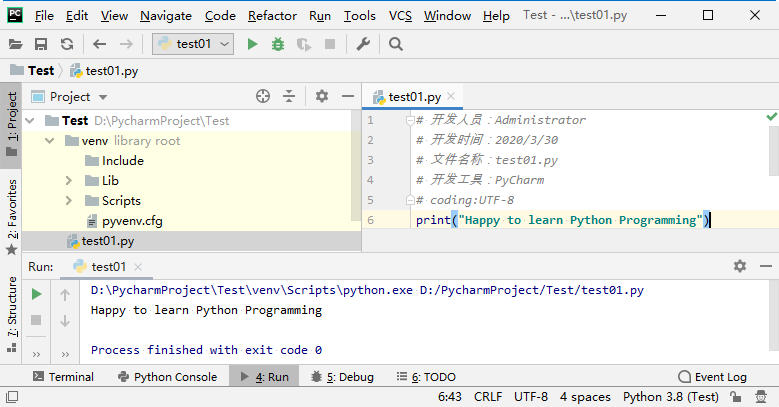 PC File Edit View Navigate Code Refactor Run Tools VCS Window Help Test - ...\test01.py
test01
Test test01.py
Project
test01.py
1: Project
2: Favorites
7: Structure
Test D:\PycharmProject\Test
venv library root
Include
Lib
Scripts
pyvenv.cfg
test01.py
1 # 开发人员：Administrator
2 # 开发时间：2020/3/30
3 # 文件名称：test01.py
4 # 开发工具：PyCharm
5 # coding:UTF-8
6 print("Happy to learn Python Programming")
Run: test01
D:\PycharmProject\Test\venv\Scripts\python.exe D:/PycharmProject/Test/test01.py
Happy to learn Python Programming
Process finished with exit code 0
Terminal Python Console 4: Run 5: Debug 6: TODO Event Log
6:43 CRLF UTF-8 4 spaces Python 3.8 (Test)